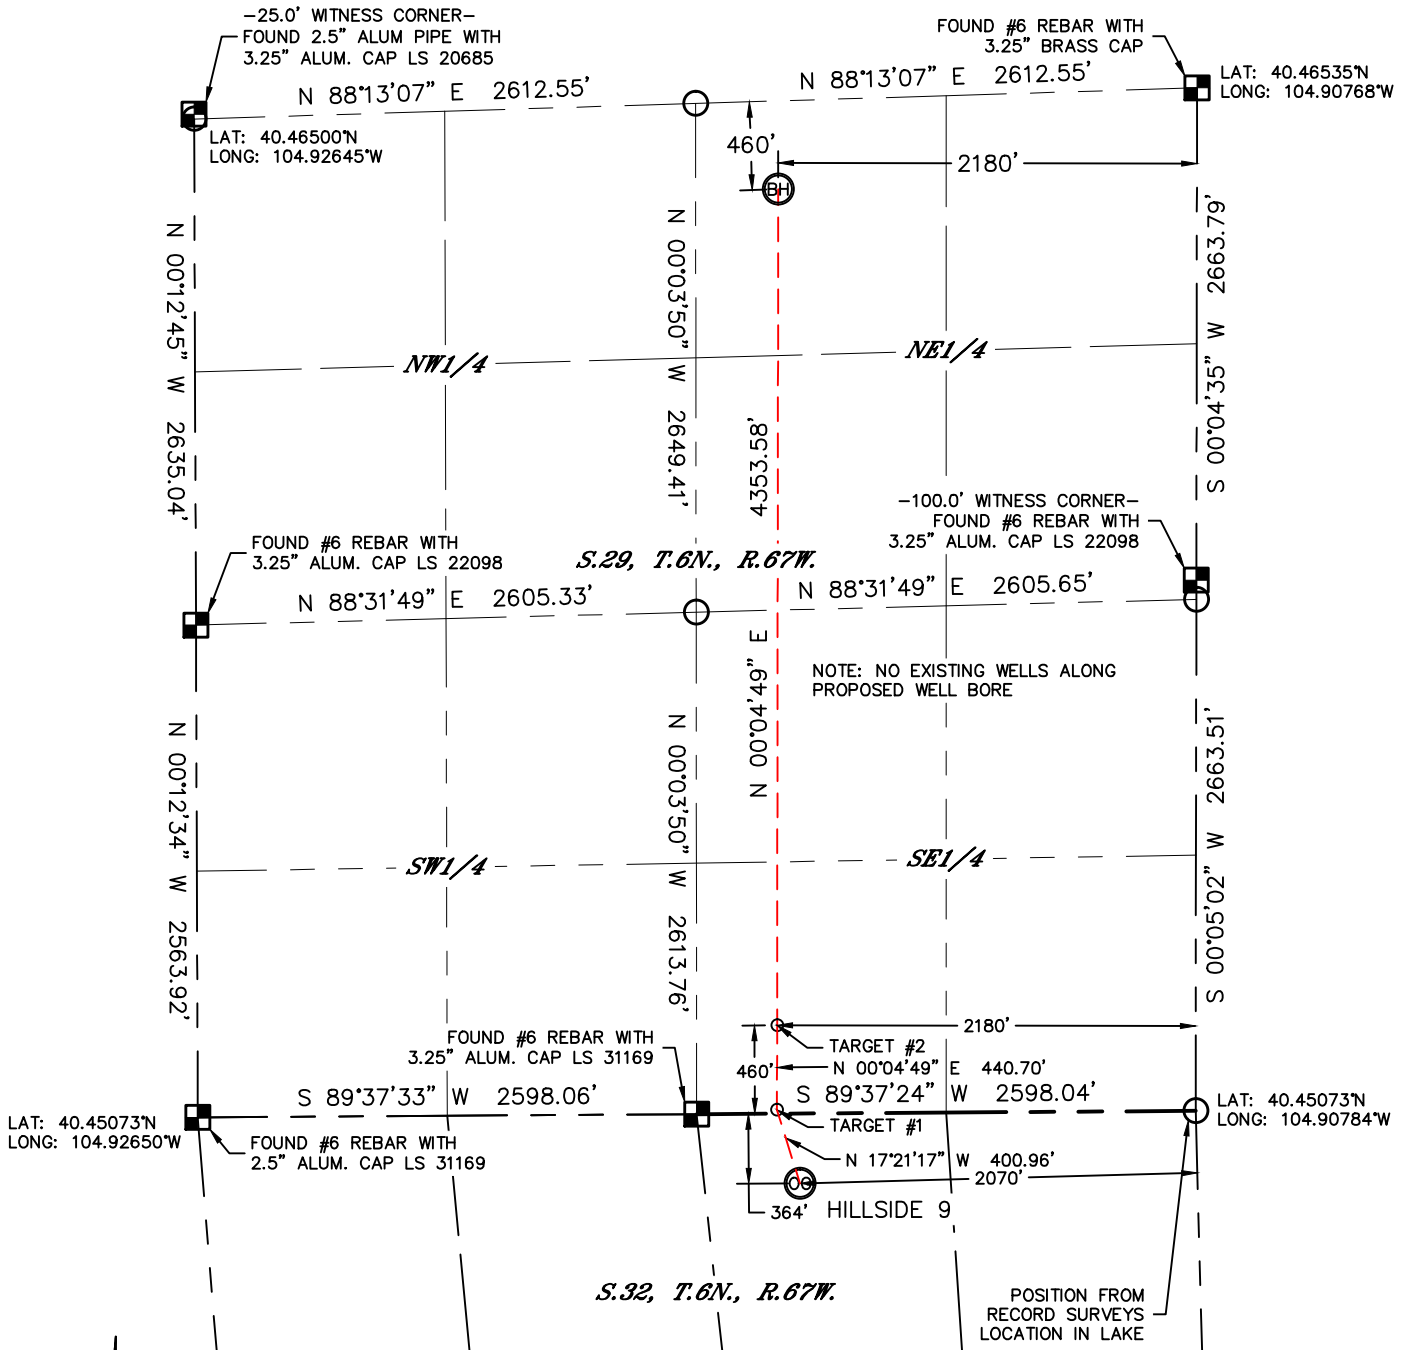 -25.0' WITNESS CORNER-
FOUND 2.5" ALUM PIPE WITH
3.25" ALUM. CAP LS 20685
FOUND #6 REBAR WITH
3.25" BRASS CAP
N 88°13'07" E 2612.55'
N 88°13'07" E 2612.55'
LAT: 40.46535°N
LONG: 104.90768°W
LAT: 40.46500°N
LONG: 104.92645°W
460'
2180'
BH
N 00°12'45" W 2635.04'
N 00°03'50" W 2649.41'
S 00°04'35" W 2663.79'
NW1/4
NE1/4
4353.58'
N 00°04'49" E
-100.0' WITNESS CORNER-
FOUND #6 REBAR WITH
3.25" ALUM. CAP LS 22098
FOUND #6 REBAR WITH
3.25" ALUM. CAP LS 22098
S.29, T.6N., R.67W.
N 88°31'49" E 2605.33'
N 88°31'49" E 2605.65'
NOTE: NO EXISTING WELLS ALONG
PROPOSED WELL BORE
N 00°12'34" W 2563.92'
N 00°03'50" W 2613.76'
S 00°05'02" W 2663.51'
SW1/4
SE1/4
2180'
TARGET #2
FOUND #6 REBAR WITH
3.25" ALUM. CAP LS 31169
460'
N 00°04'49" E 440.70'
S 89°37'33" W 2598.06'
S 89°37'24" W 2598.04'
LAT: 40.45073°N
LONG: 104.90784°W
LAT: 40.45073°N
LONG: 104.92650°W
TARGET #1
FOUND #6 REBAR WITH
2.5" ALUM. CAP LS 31169
N 17°21'17" W 400.96'
2070'
OG
364'
HILLSIDE 9
S.32, T.6N., R.67W.
POSITION FROM
RECORD SURVEYS
LOCATION IN LAKE